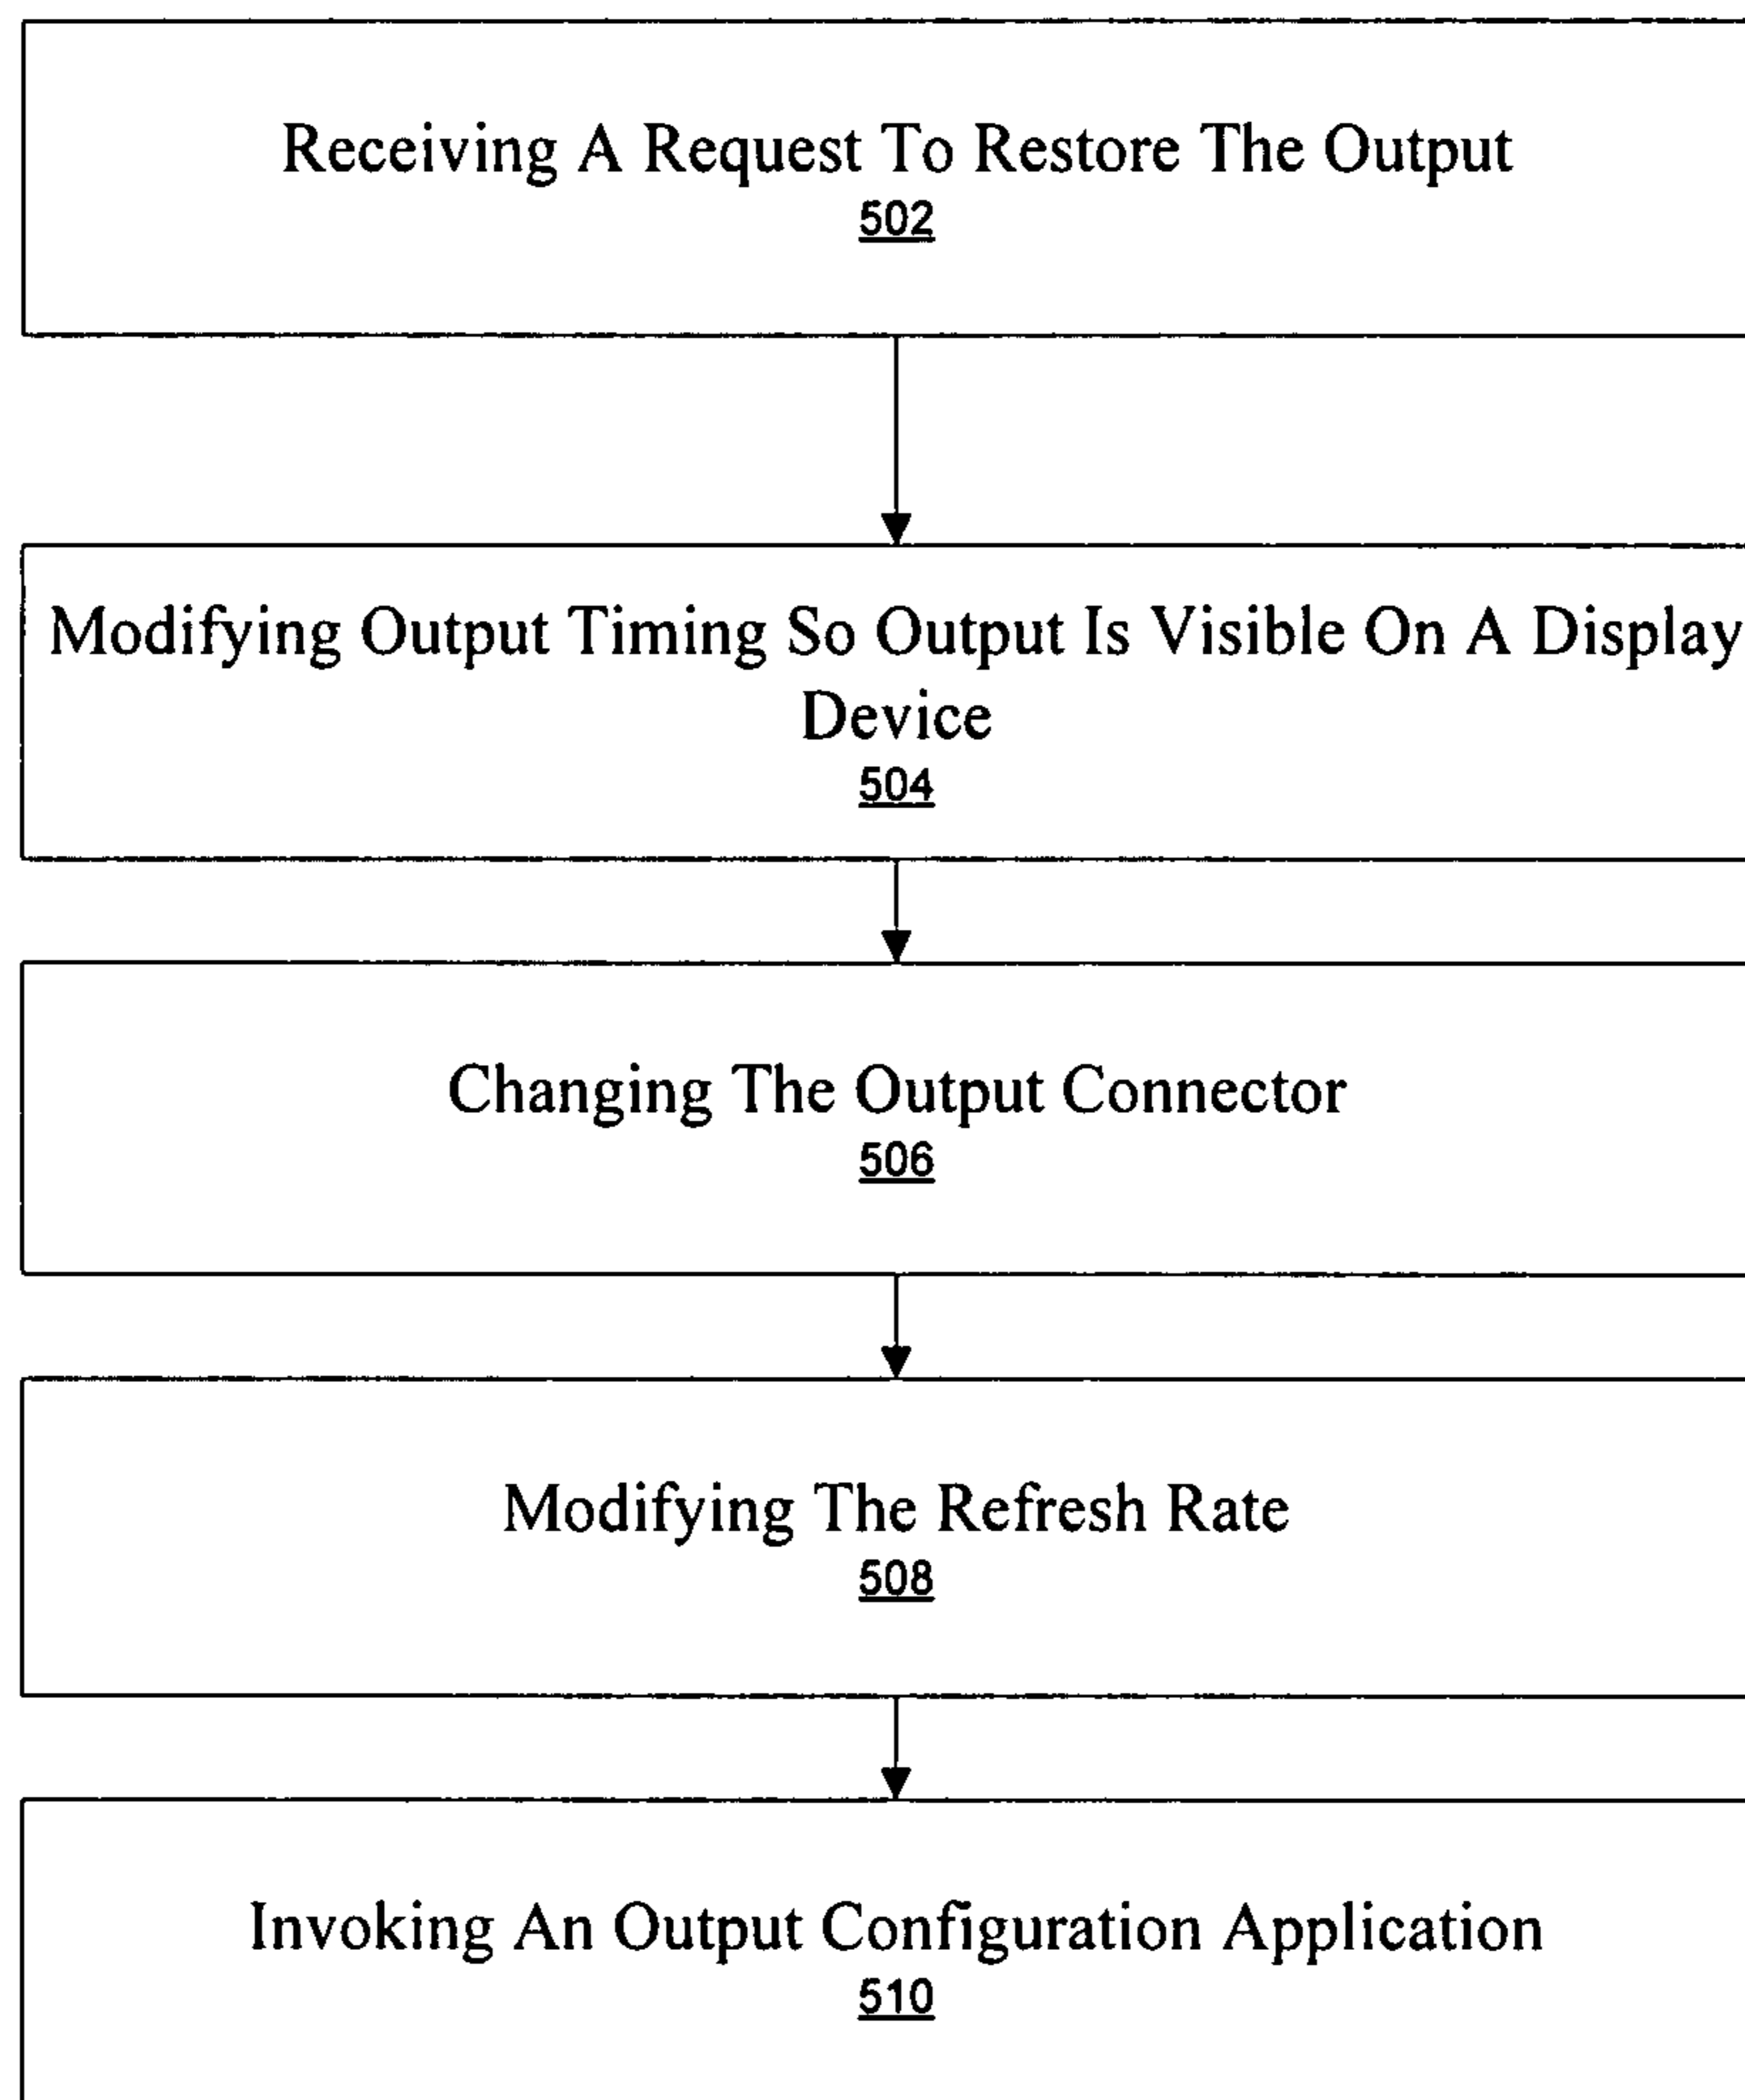 Receiving A Request To Restore The Output
502
Modifying Output Timing So Output Is Visible On A Display
Device
504
Changing The Output Connector
506
Modifying The Refresh Rate
508
Invoking An Output Configuration Application
510